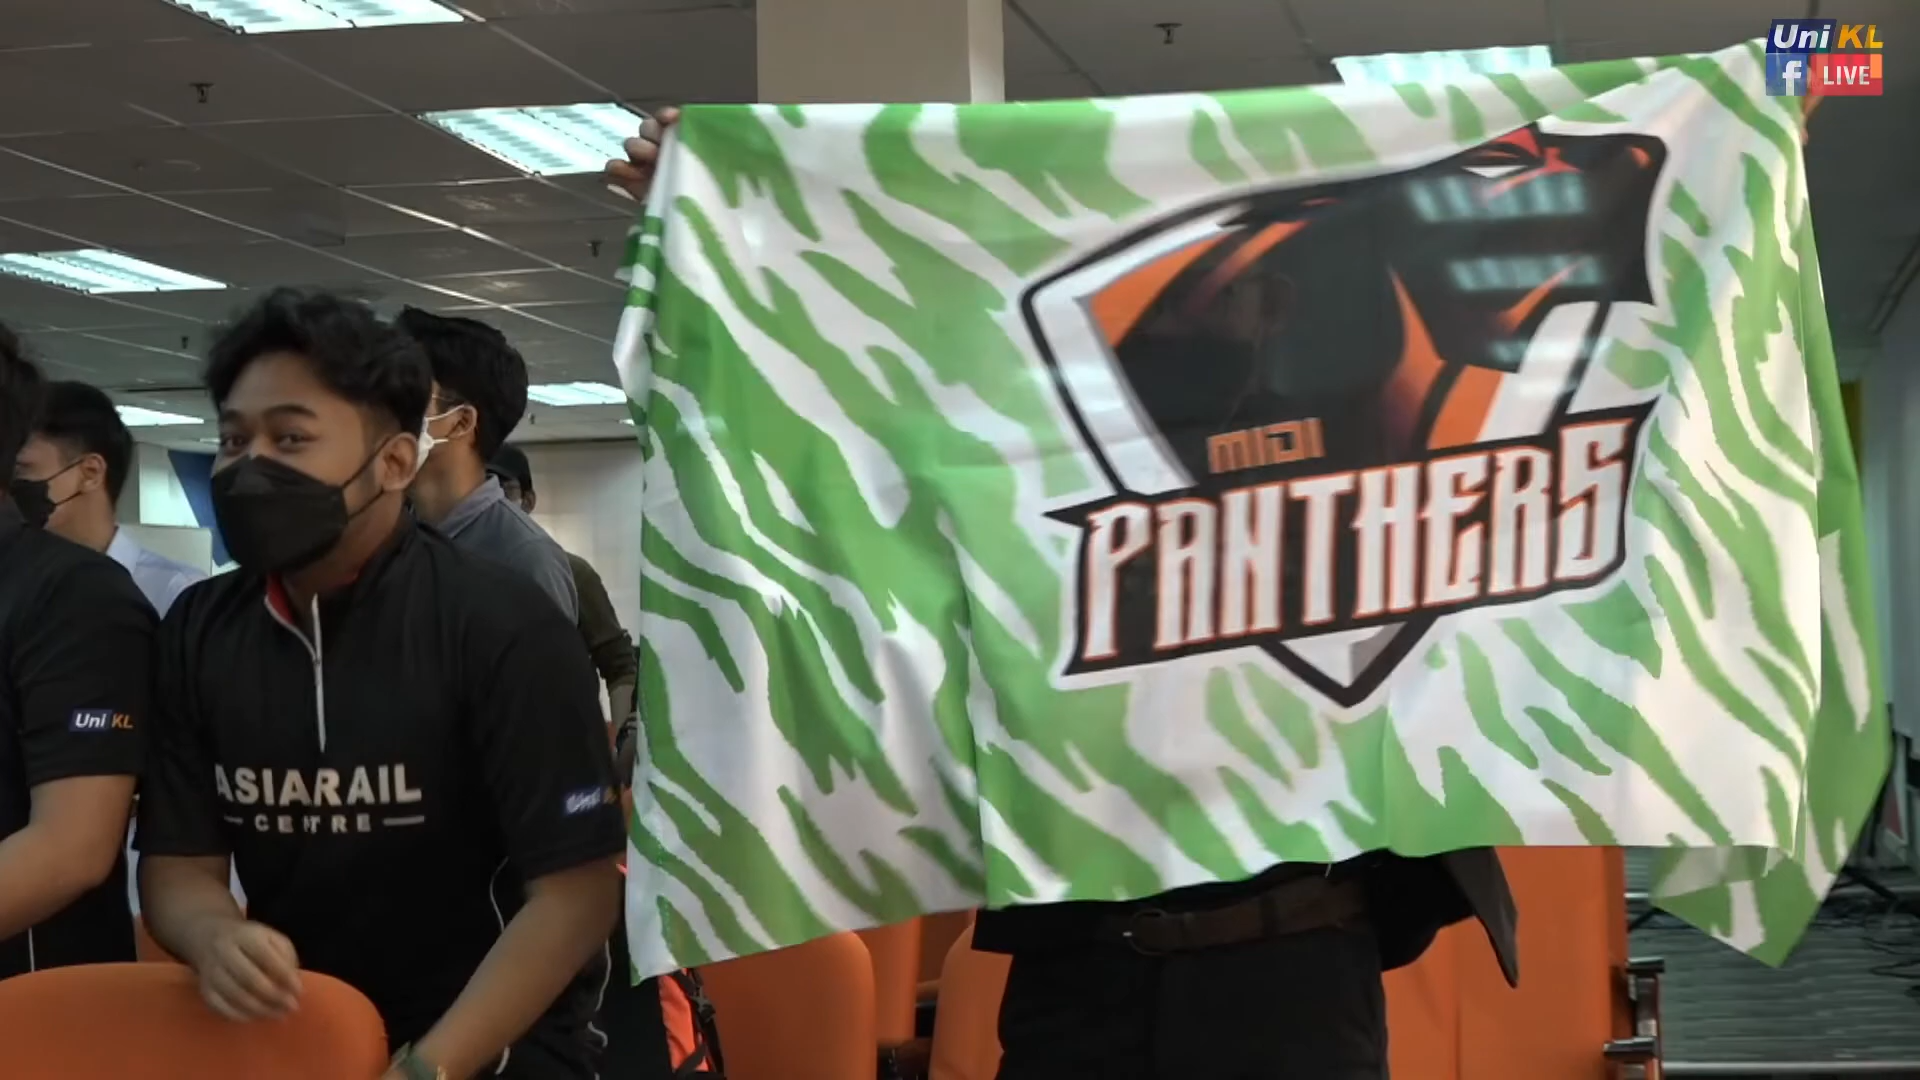 Uni KL
f LIVE
MIDI
PANTHERS
Uni KL
ASIARAIL
CENTRE